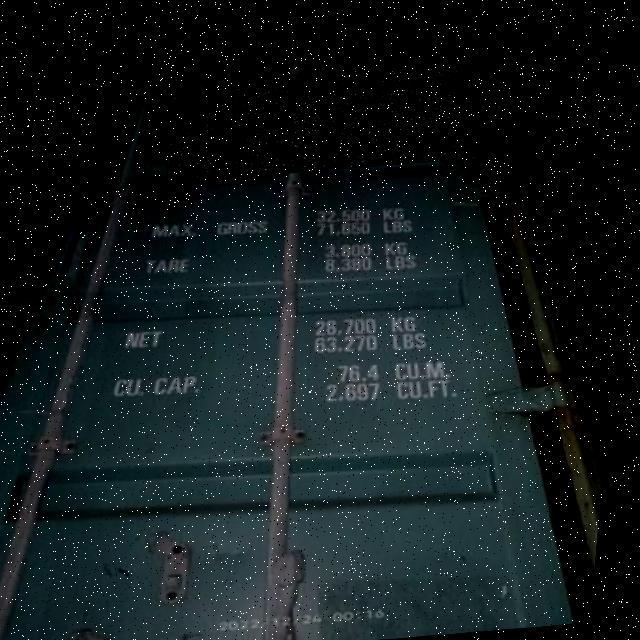 MAX. GROSS 32.500 KG
71.650 LBS
TARE 3.800 KG
8.380 LBS
NET 28.700 KG
63.270 LBS
CU. CAP. 76.4 CU.M.
2.697 CU.FT.